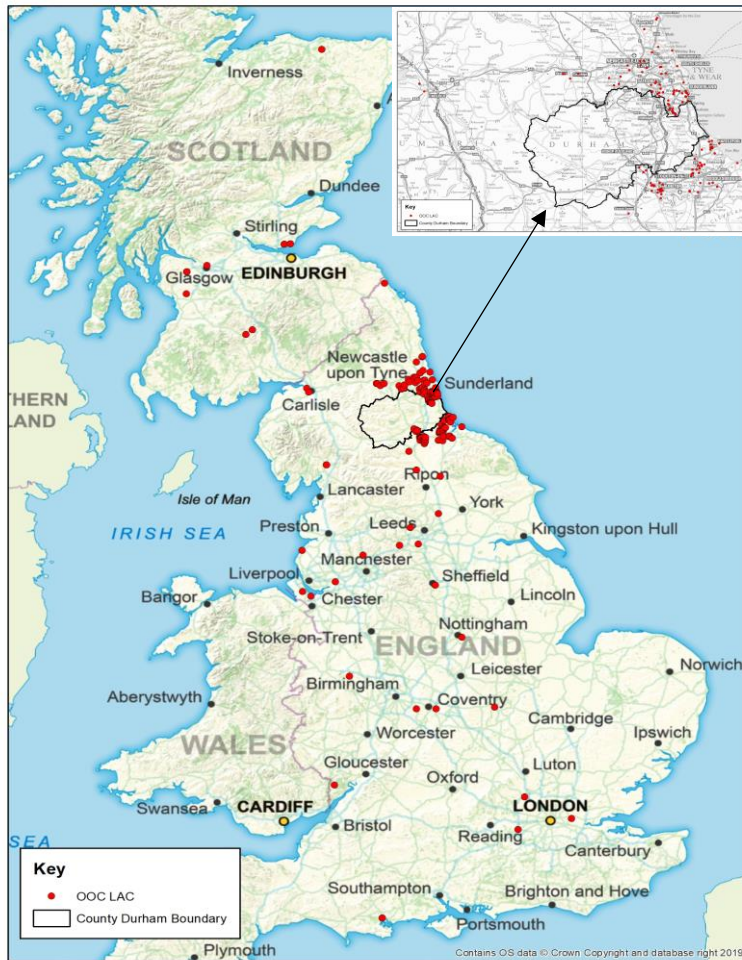 Inverness
SCOTLAND
Dundee
Stirling
EDINBURGH
Glasgow
Newcastle
upon Tyne
Sunderland
Carlisle
THERN
LAND
Ripon
Isle of Man
Lancaster
York
IRISH SEA
Preston
Leeds
Kingston upon Hull
Manchester
Liverpool
Sheffield
Bangor
Chester
Lincoln
Stoke-on-Trent
Nottingham
ENGLAND
Leicester
Norwich
Birmingham
Aberystwyth
Coventry
Cambridge
WALES
Worcester
Ipswich
Gloucester
Luton
Oxford
Swansea
CARDIFF
LONDON
SEA
Bristol
Reading
Canterbury
Key
OOC LAC
County Durham Boundary
Southampton
Brighton and Hove
Portsmouth
Plymouth
Contains OS data © Crown Copyright and database right 2019
TYNE
& WEAR
Key
OOC LAC
County Durham Boundary